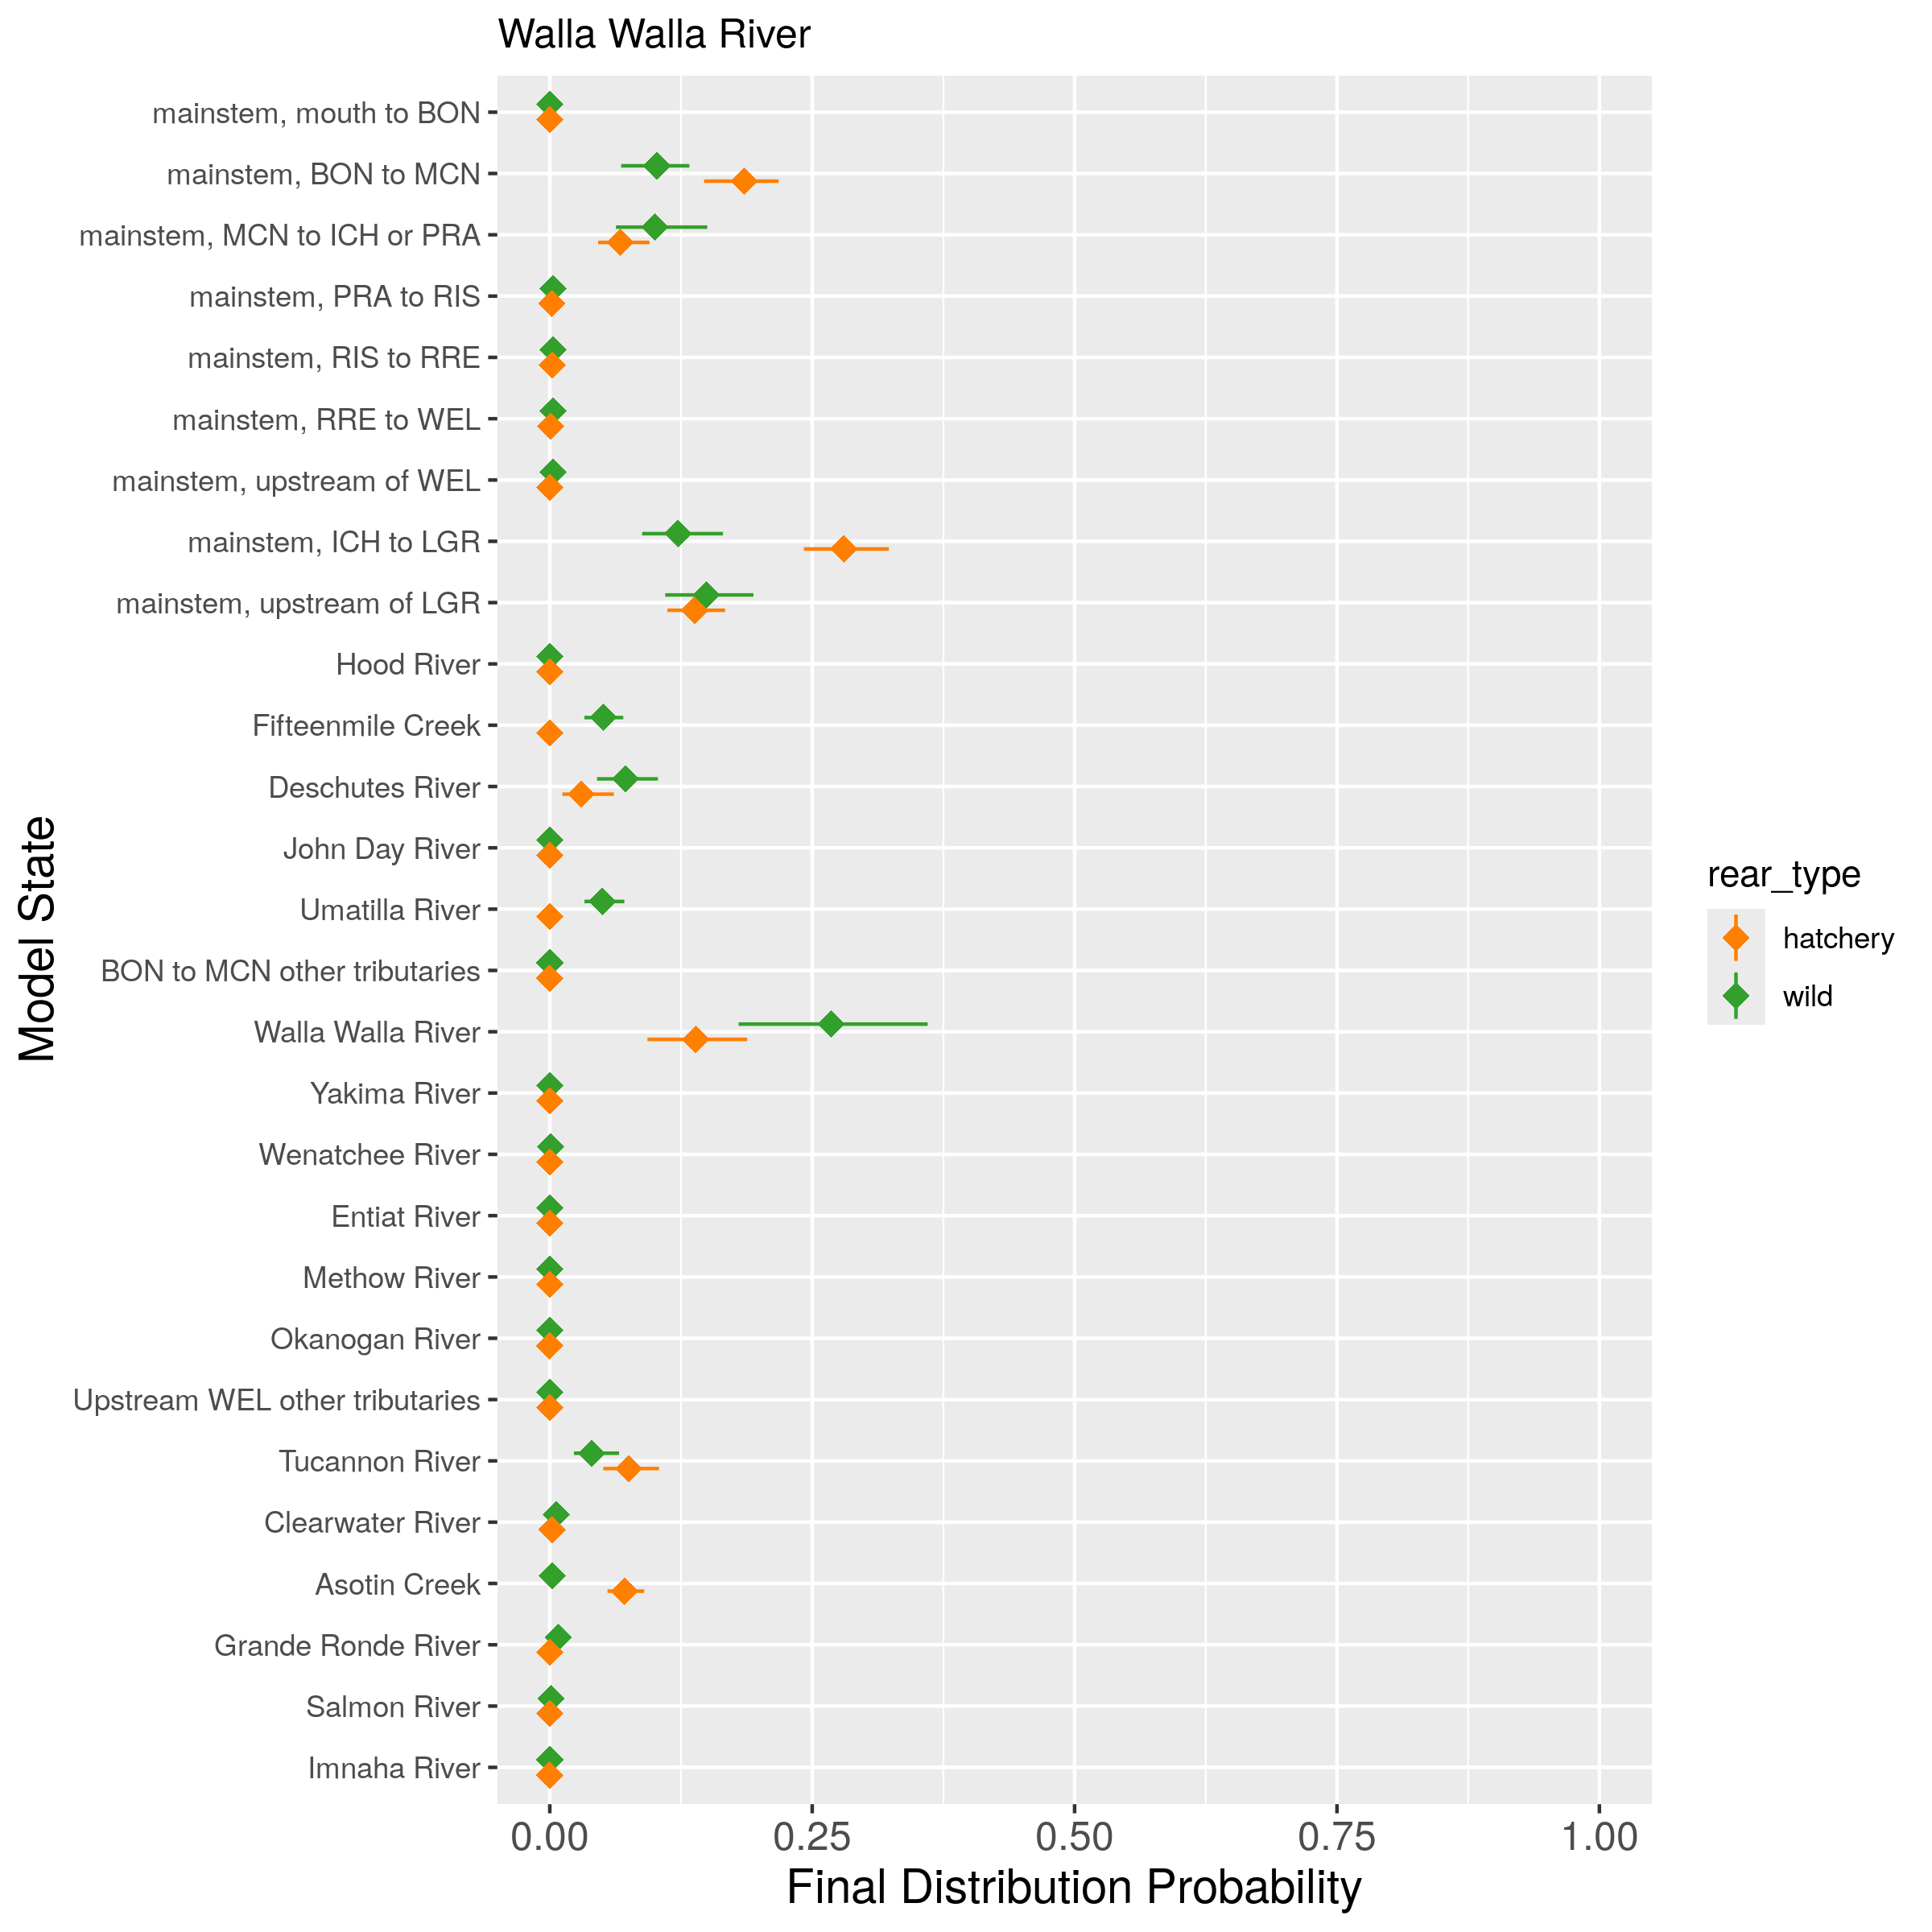 Walla Walla River
mainstem, mouth to BON
mainstem, BON to MCN
mainstem, MCN to ICH or PRA
mainstem, PRA to RIS
mainstem, RIS to RRE
mainstem, RRE to WEL
mainstem, upstream of WEL
mainstem, ICH to LGR
mainstem, upstream of LGR
Hood River
Fifteenmile Creek
Deschutes River
John Day River
Umatilla River
BON to MCN other tributaries
Walla Walla River
Yakima River
Wenatchee River
Entiat River
Methow River
Okanogan River
Upstream WEL other tributaries
Tucannon River
Clearwater River
Asotin Creek
Grande Ronde River
Salmon River
Imnaha River
Model State
0.00 0.25 0.50 0.75 1.00
Final Distribution Probability
rear_type
hatchery
wild